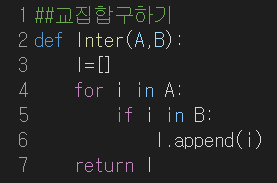 1 ##교집합구하기
2 def Inter(A,B):
3     l=[]
4     for i in A:
5         if i in B:
6             l.append(i)
7     return l